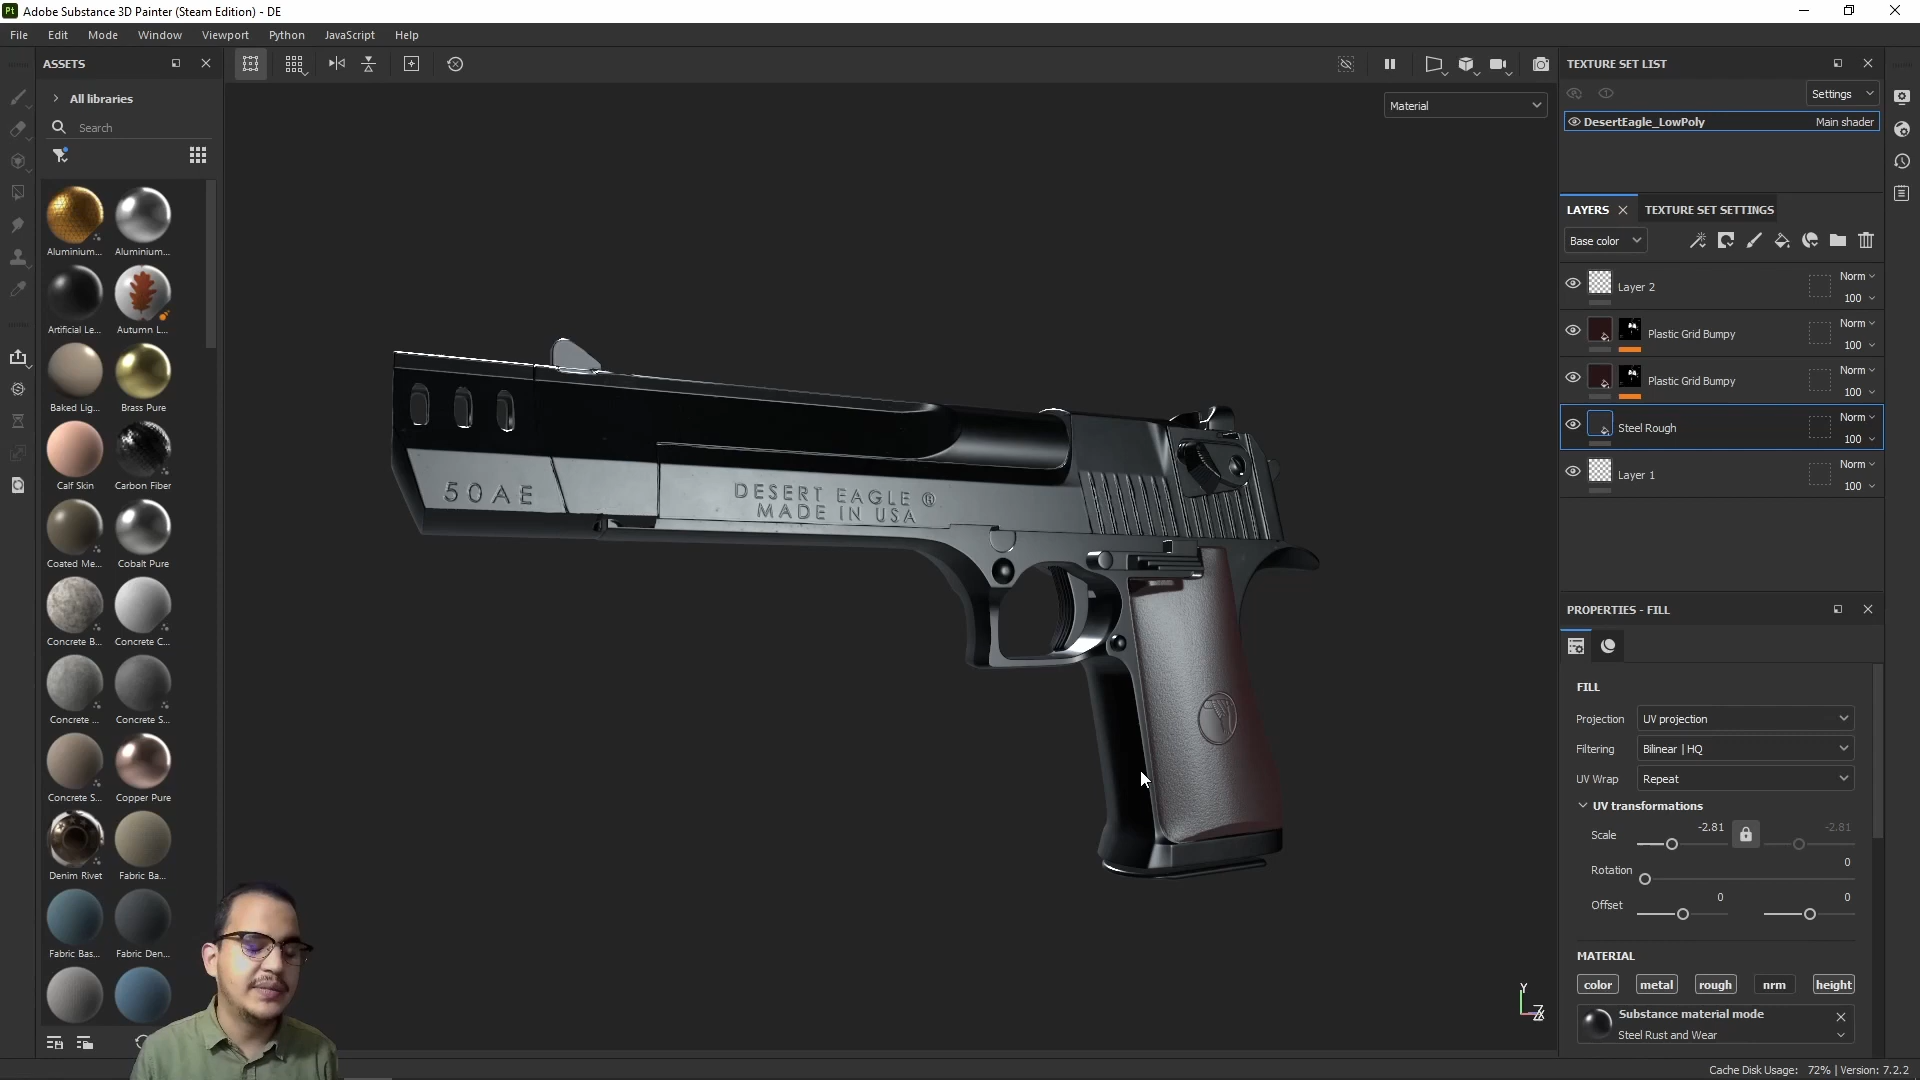 Pt Adobe Substance 3D Painter (Steam Edition) - DE
File Edit Mode Window Viewport Python JavaScript Help
ASSETS
All libraries
Search
Aluminium... Aluminium...
Artificial Le... Autumn L...
Baked Lig... Brass Pure
Calf Skin Carbon Fiber
Coated Me... Cobalt Pure
Concrete B... Concrete C...
Concrete ... Concrete S...
Concrete S... Copper Pure
Denim Rivet Fabric Ba...
Fabric Bas... Fabric Den...
Material
50AE
DESERT EAGLE ®
MADE IN USA
Y
Z
TEXTURE SET LIST
Settings
DesertEagle_LowPoly Main shader
LAYERS TEXTURE SET SETTINGS
Base color
Layer 2 Norm
100
Plastic Grid Bumpy Norm
100
Plastic Grid Bumpy Norm
100
Steel Rough Norm
100
Layer 1 Norm
100
PROPERTIES - FILL
FILL
Projection UV projection
Filtering Bilinear | HQ
UV Wrap Repeat
UV transformations
Scale -2.81 -2.81
Rotation 0
Offset 0 0
MATERIAL
color metal rough nrm height
Substance material mode
Steel Rust and Wear
Cache Disk Usage: 72% | Version: 7.2.2